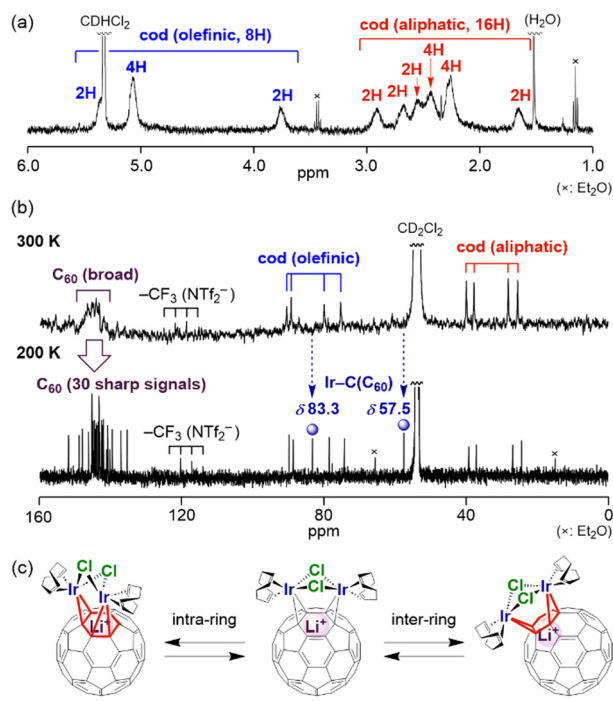 (a)
CDHCl₂
cod (olefinic, 8H)
cod (aliphatic, 16H)
(H₂O)
2H
4H
2H
2H
2H
2H
4H
4H
2H
×
×
6.0 5.0 4.0 3.0 2.0 1.0
ppm
(×: Et₂O)
(b)
300 K
C₆₀ (broad)
–CF₃ (NTf₂⁻)
cod (olefinic)
CD₂Cl₂
cod (aliphatic)
200 K
C₆₀ (30 sharp signals)
Ir–C(C₆₀)
δ 83.3
δ 57.5
–CF₃ (NTf₂⁻)
×
×
160 120 80 40 0
ppm
(×: Et₂O)
(c)
Cl
Ir
Cl
Ir
Li⁺
intra-ring
Cl
Ir
Ir
Cl
Li⁺
inter-ring
Ir
Cl
Cl
Ir
Li⁺